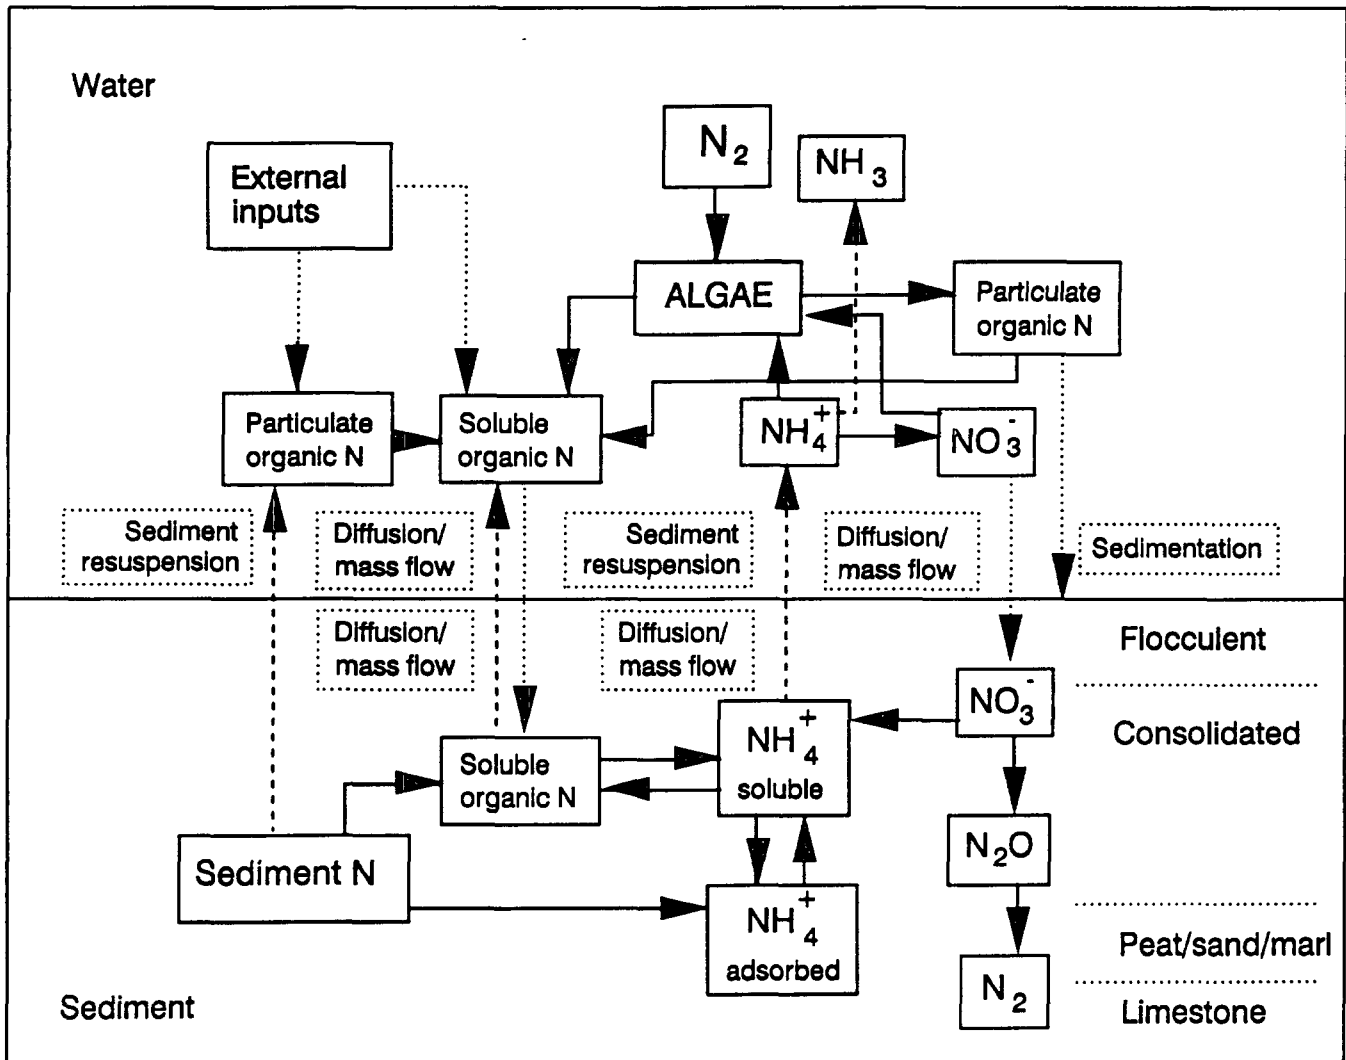 Water
N2
NH3
External
inputs
ALGAE
Particulate
organic N
Particulate
organic N
Soluble
organic N
NH4+
NO3-
Sediment
resuspension
Diffusion/
mass flow
Sediment
resuspension
Diffusion/
mass flow
Sedimentation
Diffusion/
mass flow
Diffusion/
mass flow
Flocculent
NO3-
Consolidated
NH4+
soluble
Soluble
organic N
N2O
Sediment N
NH4+
adsorbed
Peat/sand/marl
N2
Sediment
Limestone